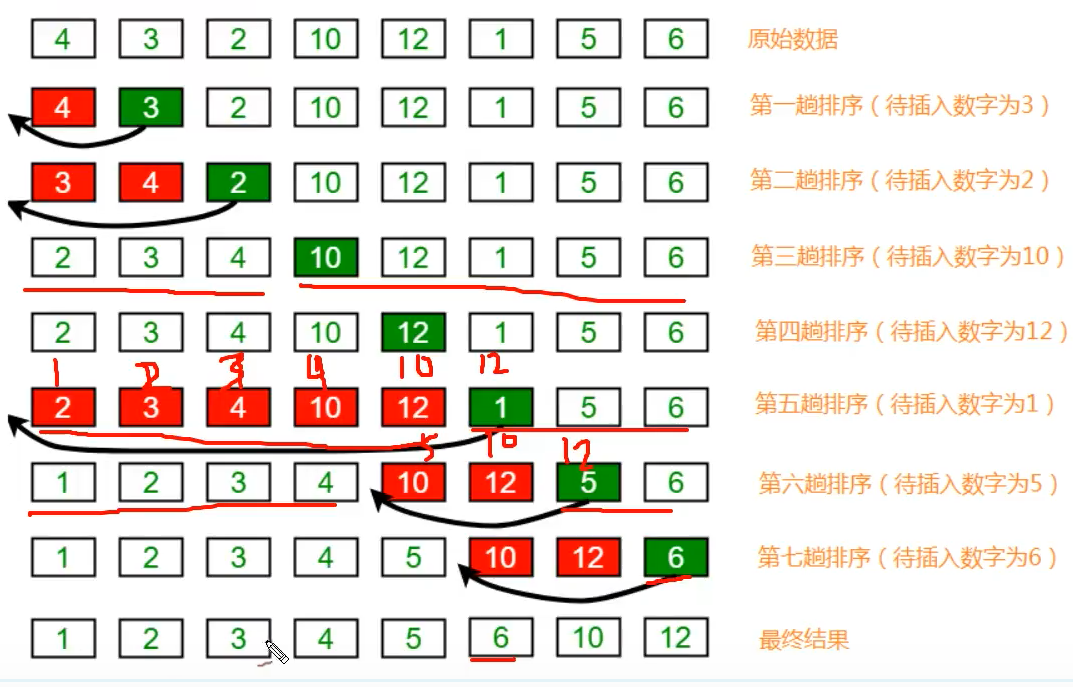 4 3 2 10 12 1 5 6 原始数据
4 3 2 10 12 1 5 6 第一趟排序（待插入数字为3）
3 4 2 10 12 1 5 6 第二趟排序（待插入数字为2）
2 3 4 10 12 1 5 6 第三趟排序（待插入数字为10）
2 3 4 10 12 1 5 6 第四趟排序（待插入数字为12）
1 2 3 4 10 12
2 3 4 10 12 1 5 6 第五趟排序（待插入数字为1）
5 10 12
1 2 3 4 10 12 5 6 第六趟排序（待插入数字为5）
1 2 3 4 5 10 12 6 第七趟排序（待插入数字为6）
1 2 3 4 5 6 10 12 最终结果